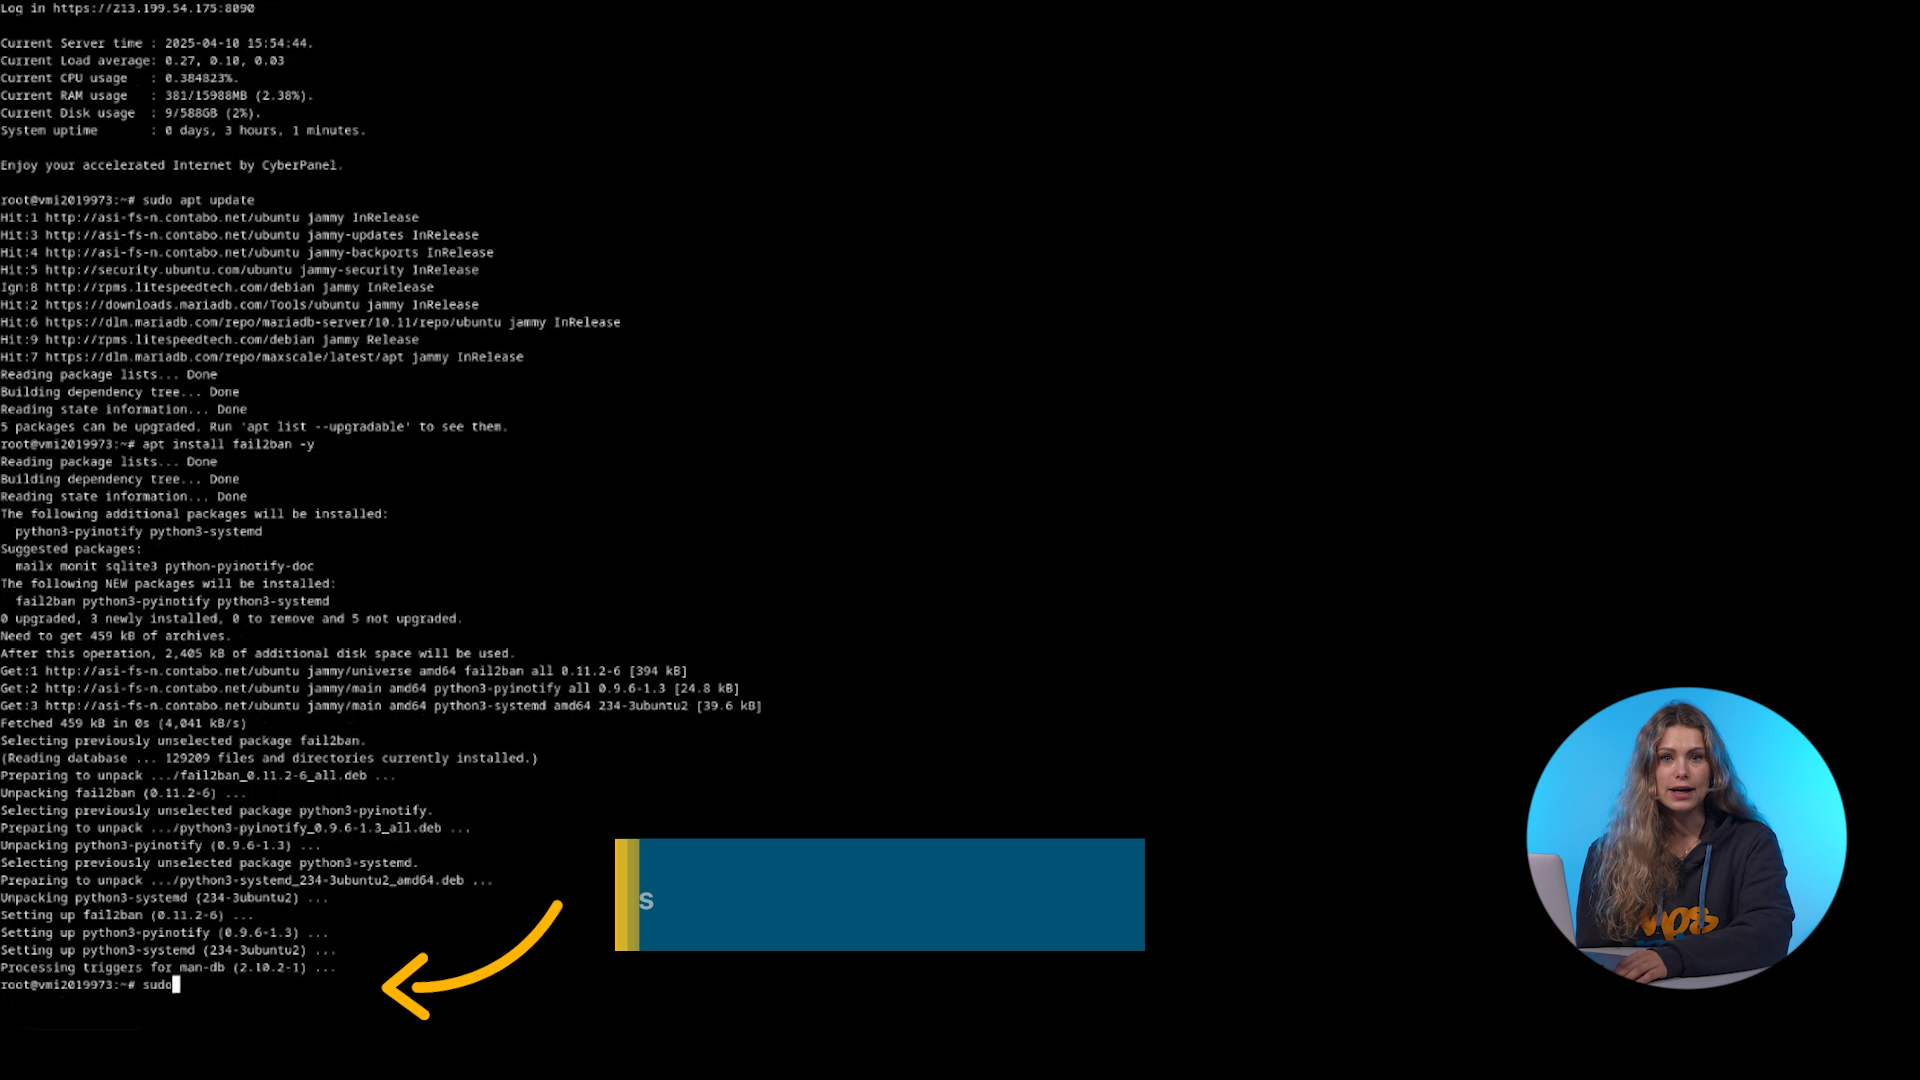 Log in https://213.199.54.175:8090
Current Server time : 2025-04-10 15:54:44.
Current Load average: 0.27, 0.10, 0.03
Current CPU usage : 0.384823%.
Current RAM usage : 381/15988MB (2.38%).
Current Disk usage : 9/588GB (2%).
System uptime : 0 days, 3 hours, 1 minutes.
Enjoy your accelerated Internet by CyberPanel.
root@vmi2019973:~# sudo apt update
Hit:1 http://asi-fs-n.contabo.net/ubuntu jammy InRelease
Hit:3 http://asi-fs-n.contabo.net/ubuntu jammy-updates InRelease
Hit:4 http://asi-fs-n.contabo.net/ubuntu jammy-backports InRelease
Hit:5 http://security.ubuntu.com/ubuntu jammy-security InRelease
Ign:8 http://rpms.litespeedtech.com/debian jammy InRelease
Hit:2 https://downloads.mariadb.com/Tools/ubuntu jammy InRelease
Hit:6 https://dlm.mariadb.com/repo/mariadb-server/10.11/repo/ubuntu jammy InRelease
Hit:9 http://rpms.litespeedtech.com/debian jammy Release
Hit:7 https://dlm.mariadb.com/repo/maxscale/latest/apt jammy InRelease
Reading package lists... Done
Building dependency tree... Done
Reading state information... Done
5 packages can be upgraded. Run 'apt list --upgradable' to see them.
root@vmi2019973:~# apt install fail2ban -y
Reading package lists... Done
Building dependency tree... Done
Reading state information... Done
The following additional packages will be installed:
python3-pyinotify python3-systemd
Suggested packages:
mailx monit sqlite3 python-pyinotify-doc
The following NEW packages will be installed:
fail2ban python3-pyinotify python3-systemd
0 upgraded, 3 newly installed, 0 to remove and 5 not upgraded.
Need to get 459 kB of archives.
After this operation, 2,405 kB of additional disk space will be used.
Get:1 http://asi-fs-n.contabo.net/ubuntu jammy/universe amd64 fail2ban all 0.11.2-6 [394 kB]
Get:2 http://asi-fs-n.contabo.net/ubuntu jammy/main amd64 python3-pyinotify all 0.9.6-1.3 [24.8 kB]
Get:3 http://asi-fs-n.contabo.net/ubuntu jammy/main amd64 python3-systemd amd64 234-3ubuntu2 [39.6 kB]
Fetched 459 kB in 0s (4,041 kB/s)
Selecting previously unselected package fail2ban.
(Reading database ... 129209 files and directories currently installed.)
Preparing to unpack .../fail2ban_0.11.2-6_all.deb ...
Unpacking fail2ban (0.11.2-6) ...
Selecting previously unselected package python3-pyinotify.
Preparing to unpack .../python3-pyinotify_0.9.6-1.3_all.deb ...
Unpacking python3-pyinotify (0.9.6-1.3) ...
Selecting previously unselected package python3-systemd.
Preparing to unpack .../python3-systemd_234-3ubuntu2_amd64.deb ...
Unpacking python3-systemd (234-3ubuntu2) ...
Setting up fail2ban (0.11.2-6) ...
Setting up python3-pyinotify (0.9.6-1.3) ...
Setting up python3-systemd (234-3ubuntu2) ...
Processing triggers for man-db (2.10.2-1) ...
root@vmi2019973:~# sudo
s